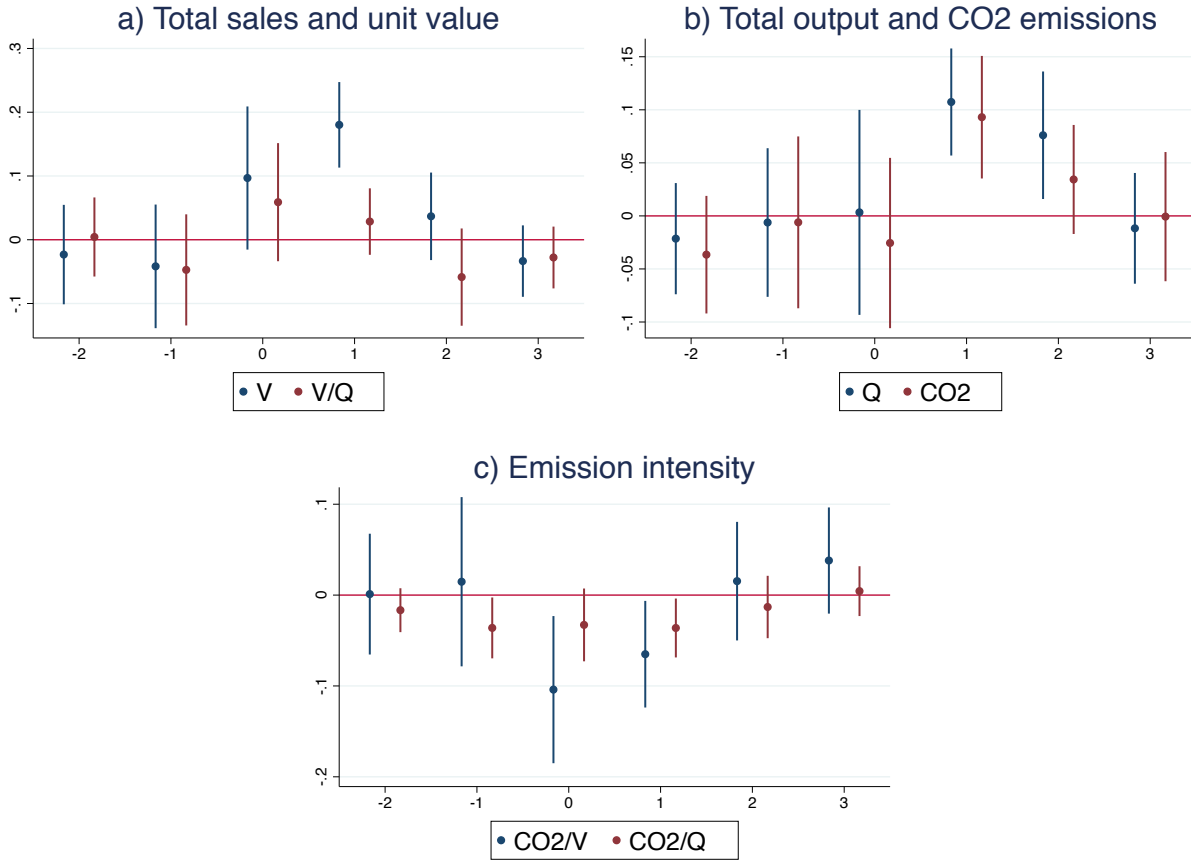 a) Total sales and unit value
.3
.2
.1
0
-.1
-2 -1 0 1 2 3
V V/Q
b) Total output and CO2 emissions
.15
.1
.05
0
-.05
-.1
-2 -1 0 1 2 3
Q CO2
c) Emission intensity
.1
0
-.1
-.2
-2 -1 0 1 2 3
CO2/V CO2/Q